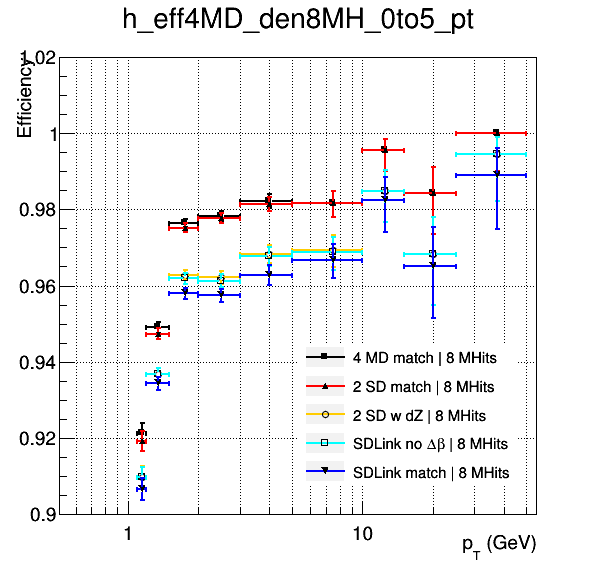 h_eff4MD_den8MH_0to5_pt
Efficiency
1.02
1
0.98
0.96
0.94
0.92
0.9
4 MD match | 8 MHits
2 SD match | 8 MHits
2 SD w dZ | 8 MHits
SDLink no Δβ | 8 MHits
SDLink match | 8 MHits
1
10
p_T (GeV)